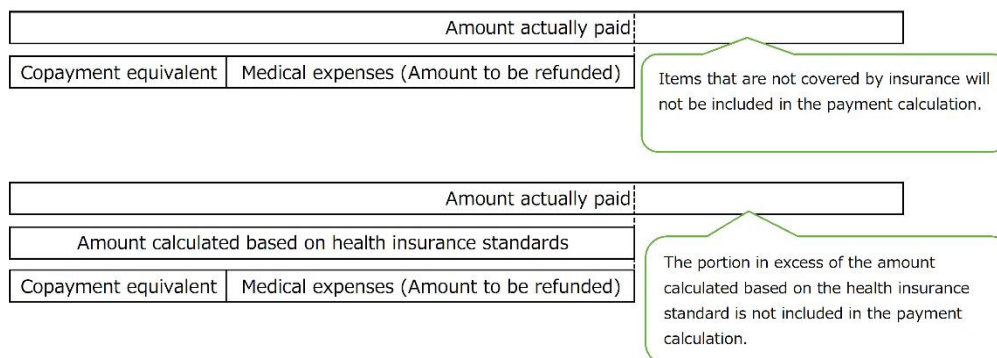 Amount actually paid
Copayment equivalent Medical expenses (Amount to be refunded)
Items that are not covered by insurance will
not be included in the payment calculation.
Amount actually paid
Amount calculated based on health insurance standards
Copayment equivalent Medical expenses (Amount to be refunded)
The portion in excess of the amount
calculated based on the health insurance
standard is not included in the payment
calculation.